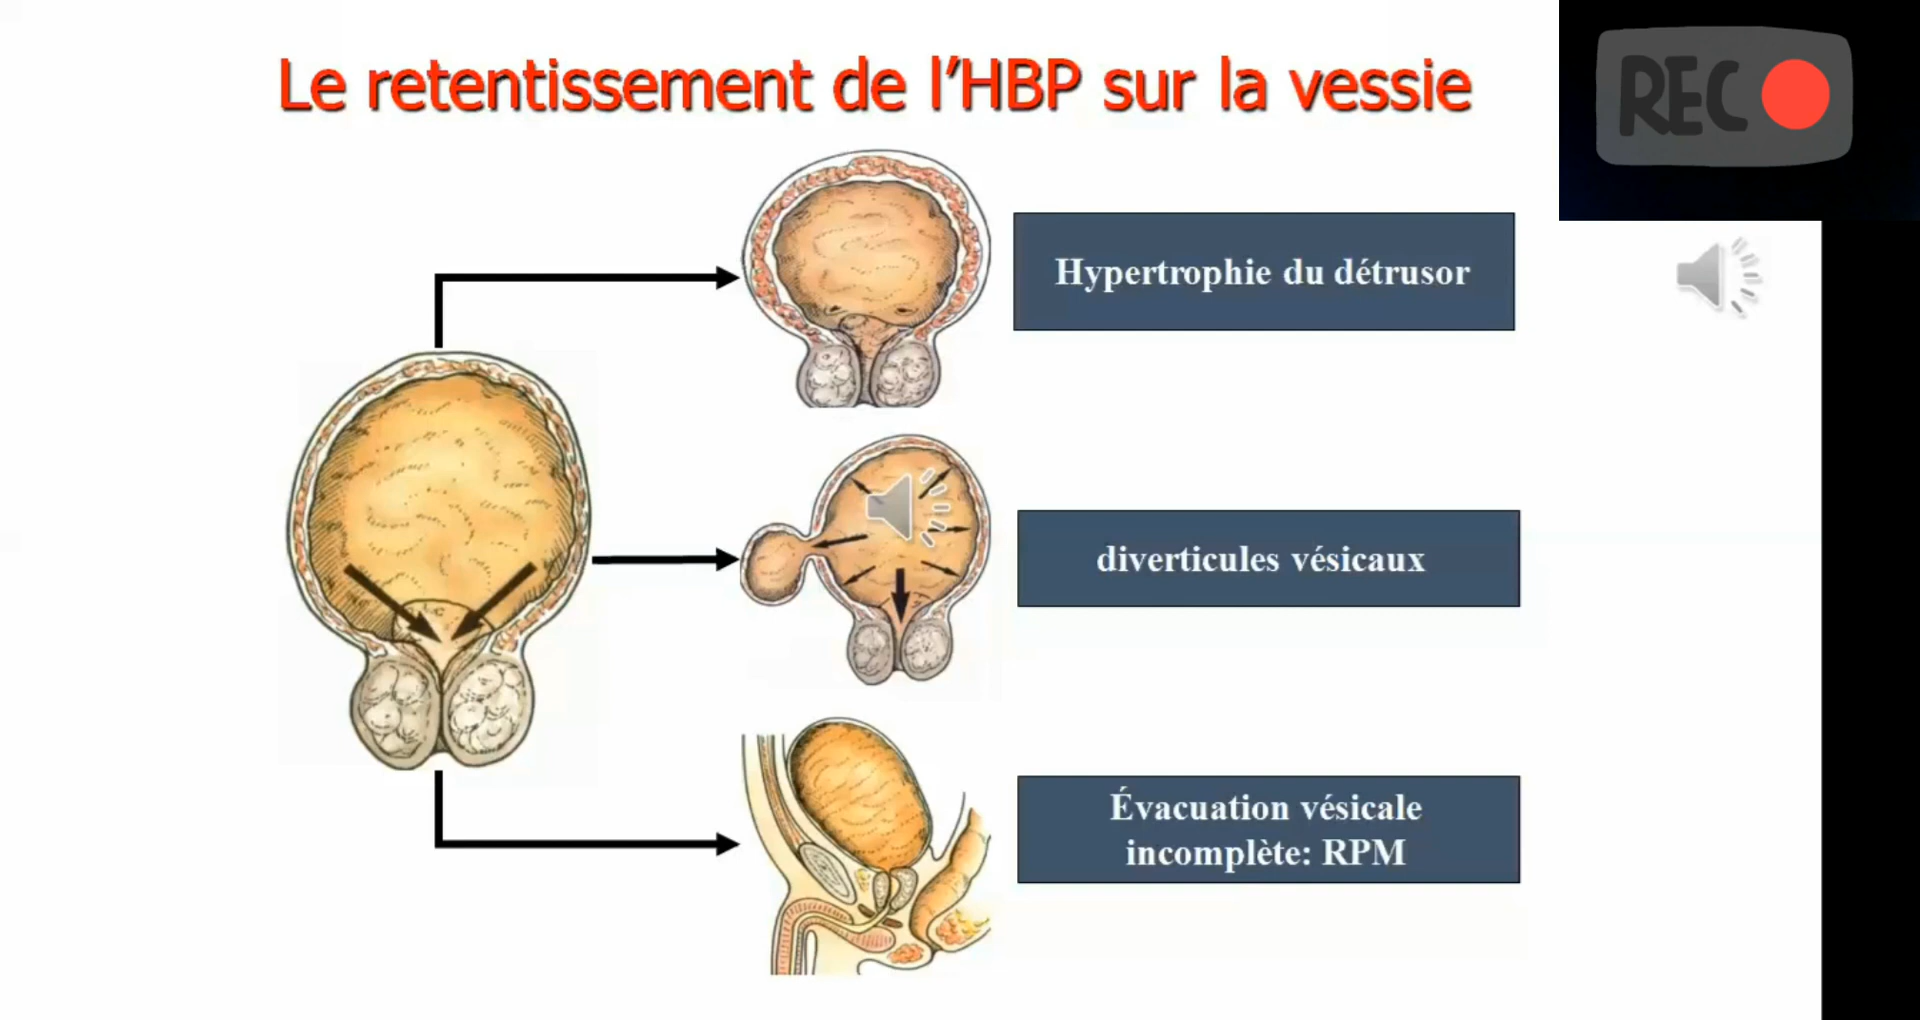 Le retentissement de l'HBP sur la vessie
REC
Hypertrophie du détrusor
diverticules vésicaux
Évacuation vésicale
incomplète: RPM